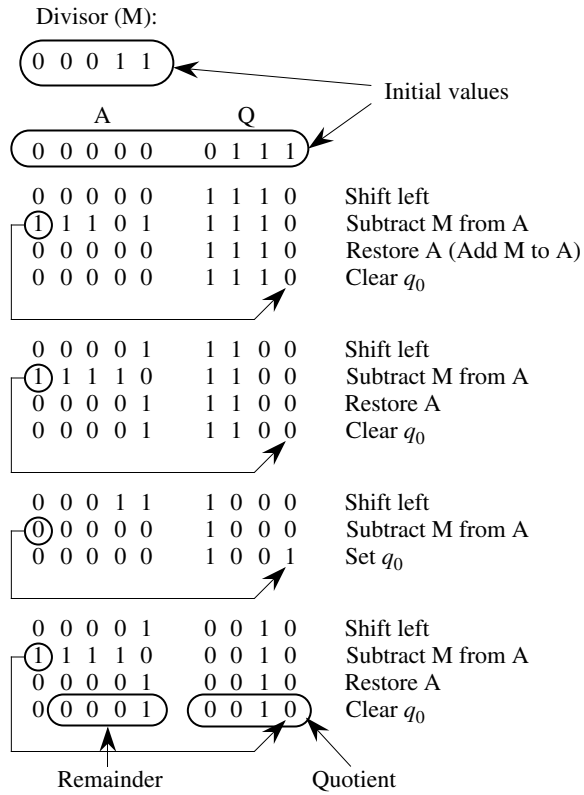 Divisor (M):
0 0 0 1 1
Initial values
A Q
0 0 0 0 0 0 1 1 1
0 0 0 0 0 1 1 1 0 Shift left
1 1 1 0 1 1 1 1 0 Subtract M from A
0 0 0 0 0 1 1 1 0 Restore A (Add M to A)
0 0 0 0 0 1 1 1 0 Clear q0
0 0 0 0 1 1 1 0 0 Shift left
1 1 1 1 0 1 1 0 0 Subtract M from A
0 0 0 0 1 1 1 0 0 Restore A
0 0 0 0 1 1 1 0 0 Clear q0
0 0 0 1 1 1 0 0 0 Shift left
0 0 0 0 0 1 0 0 0 Subtract M from A
0 0 0 0 0 1 0 0 1 Set q0
0 0 0 0 1 0 0 1 0 Shift left
1 1 1 1 0 0 0 1 0 Subtract M from A
0 0 0 0 1 0 0 1 0 Restore A
0 0 0 0 1 0 0 1 0 Clear q0
Remainder Quotient